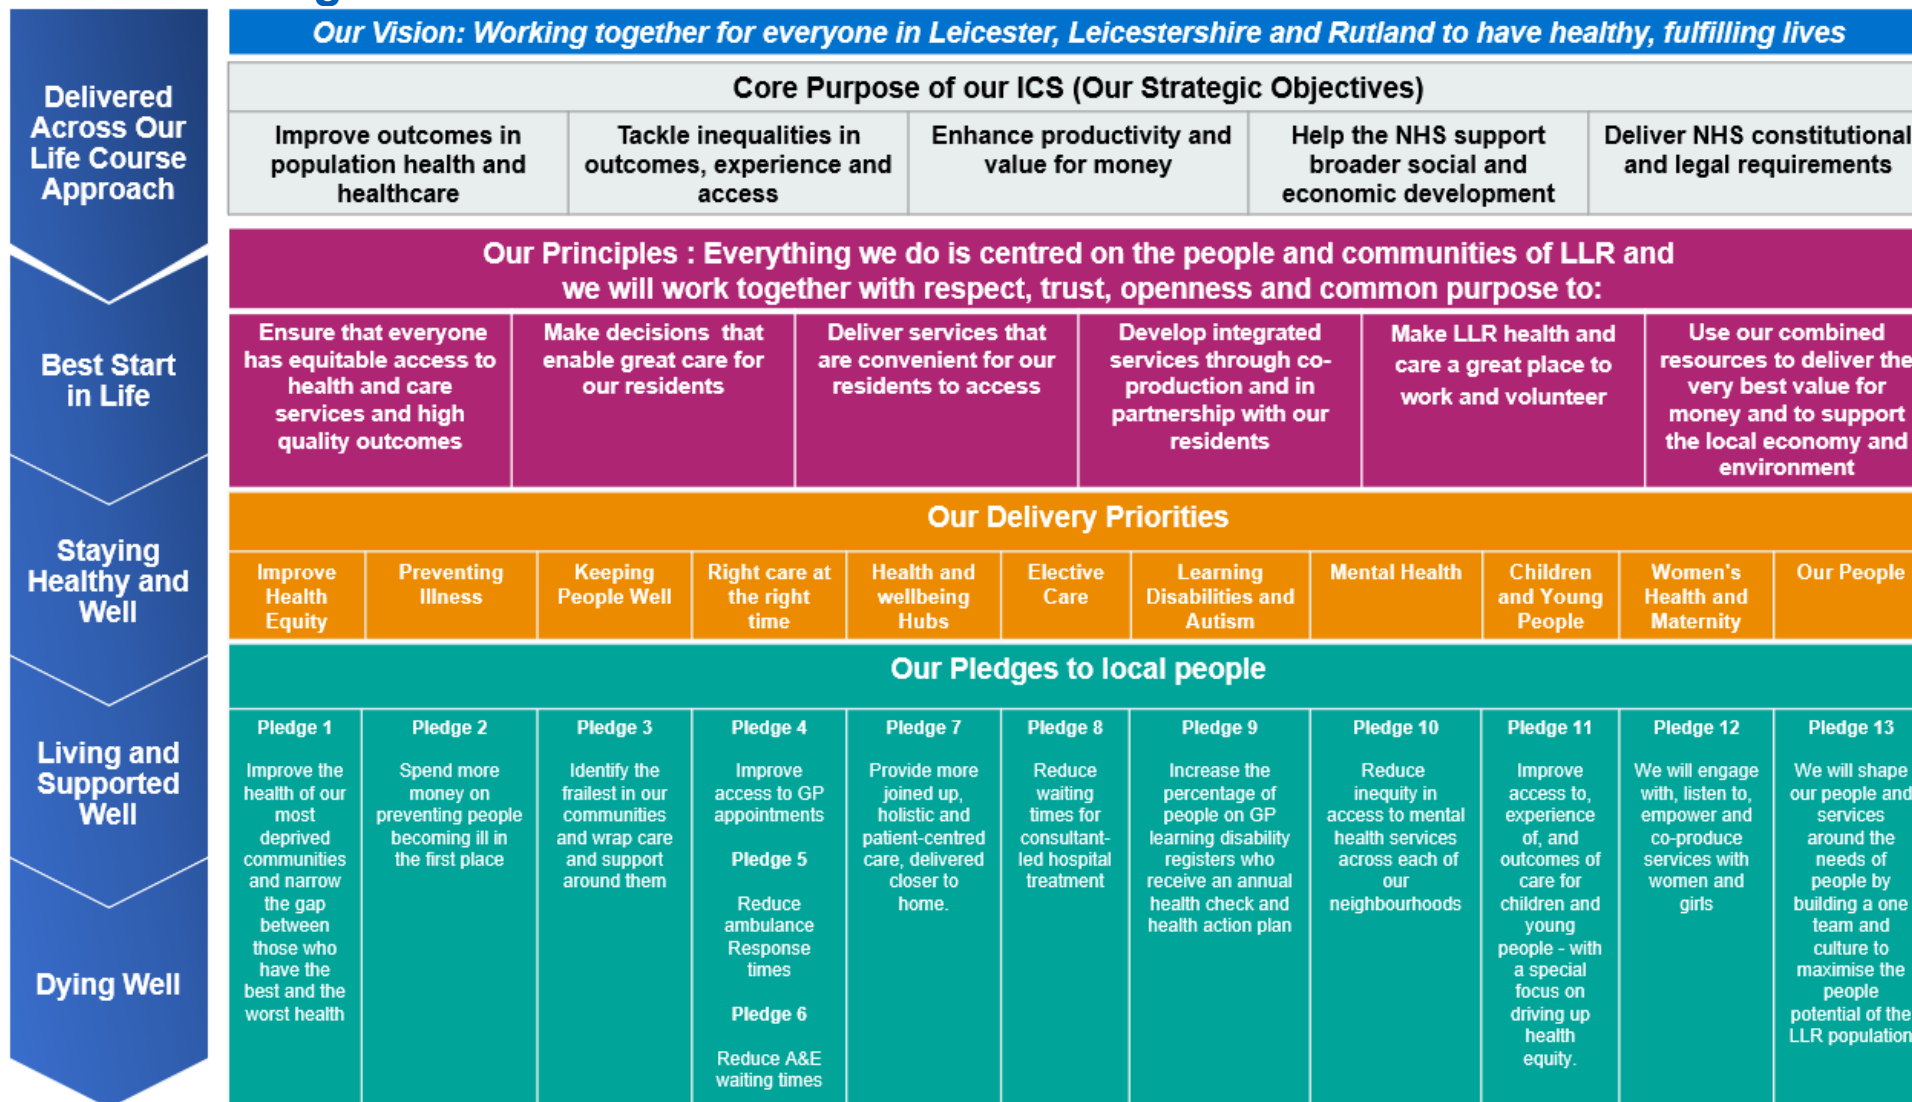 Our Vision: Working together for everyone in Leicester, Leicestershire and Rutland to have healthy, fulfilling lives
Delivered
Across Our
Life Course
Approach
Best Start
in Life
Staying
Healthy and
Well
Living and
Supported
Well
Dying Well
Core Purpose of our ICS (Our Strategic Objectives)
Improve outcomes in
population health and
healthcare
Tackle inequalities in
outcomes, experience and
access
Enhance productivity and
value for money
Help the NHS support
broader social and
economic development
Deliver NHS constitutional
and legal requirements
Our Principles : Everything we do is centred on the people and communities of LLR and
we will work together with respect, trust, openness and common purpose to:
Ensure that everyone
has equitable access to
health and care
services and high
quality outcomes
Make decisions that
enable great care for
our residents
Deliver services that
are convenient for our
residents to access
Develop integrated
services through co-
production and in
partnership with our
residents
Make LLR health and
care a great place to
work and volunteer
Use our combined
resources to deliver the
very best value for
money and to support
the local economy and
environment
Our Delivery Priorities
Improve
Health
Equity
Preventing
Illness
Keeping
People Well
Right care at
the right
time
Health and
wellbeing
Hubs
Elective
Care
Learning
Disabilities and
Autism
Mental Health
Children
and Young
People
Women's
Health and
Maternity
Our People
Our Pledges to local people
Pledge 1
Improve the
health of our
most
deprived
communities
and narrow
the gap
between
those who
have the
best and the
worst health
Pledge 2
Spend more
money on
preventing people
becoming ill in
the first place
Pledge 3
Identify the
frailest in our
communities
and wrap care
and support
around them
Pledge 4
Improve
access to GP
appointments
Pledge 5
Reduce
ambulance
Response
times
Pledge 6
Reduce A&E
waiting times
Pledge 7
Provide more
joined up,
holistic and
patient-centred
care, delivered
closer to
home.
Pledge 8
Reduce
waiting
times for
consultant-
led hospital
treatment
Pledge 9
Increase the
percentage of
people on GP
learning disability
registers who
receive an annual
health check and
health action plan
Pledge 10
Reduce
inequity in
access to mental
health services
across each of
our
neighbourhoods
Pledge 11
Improve
access to,
experience
of, and
outcomes of
care for
children and
young
people - with
a special
focus on
driving up
health
equity.
Pledge 12
We will engage
with, listen to,
empower and
co-produce
services with
women and
girls
Pledge 13
We will shape
our people and
services
around the
needs of
people by
building a one
team and
culture to
maximise the
people
potential of the
LLR population